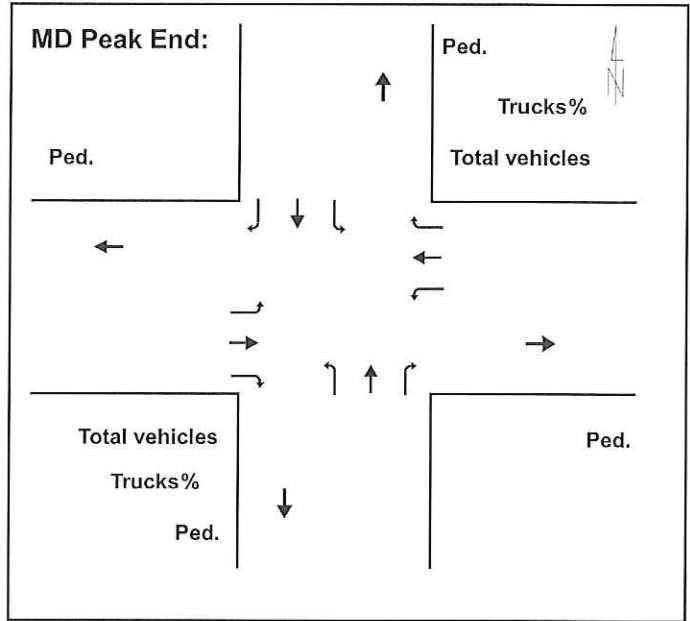 MD Peak End:
Ped.
Trucks%
Total vehicles
Ped.
N
Total vehicles
Trucks%
Ped.
Ped.